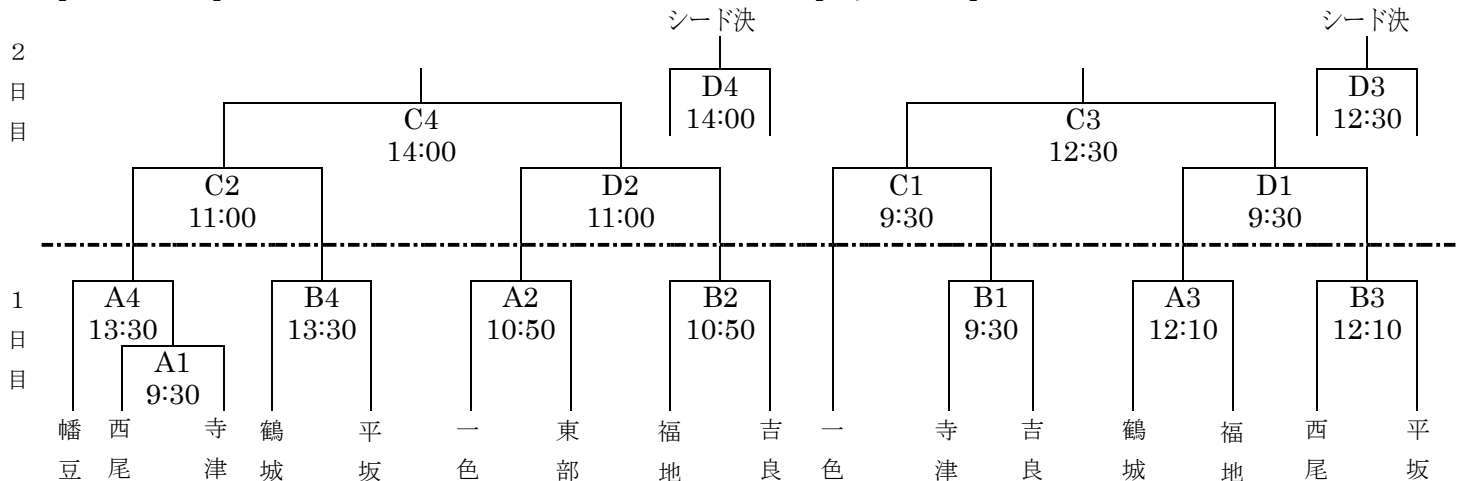 シード決 シード決
2日目
D4 D3
14:00 12:30
C4 C3
14:00 12:30
C2 D2 C1 D1
11:00 11:00 9:30 9:30
1日目
A4 B4 A2 B2 B1 A3 B3
13:30 13:30 10:50 10:50 9:30 12:10 12:10
A1
9:30
幡豆 西尾 寺津 鶴城 平坂 一色 東部 福地 吉良 一色 寺津 吉良 鶴城 福地 西尾 平坂